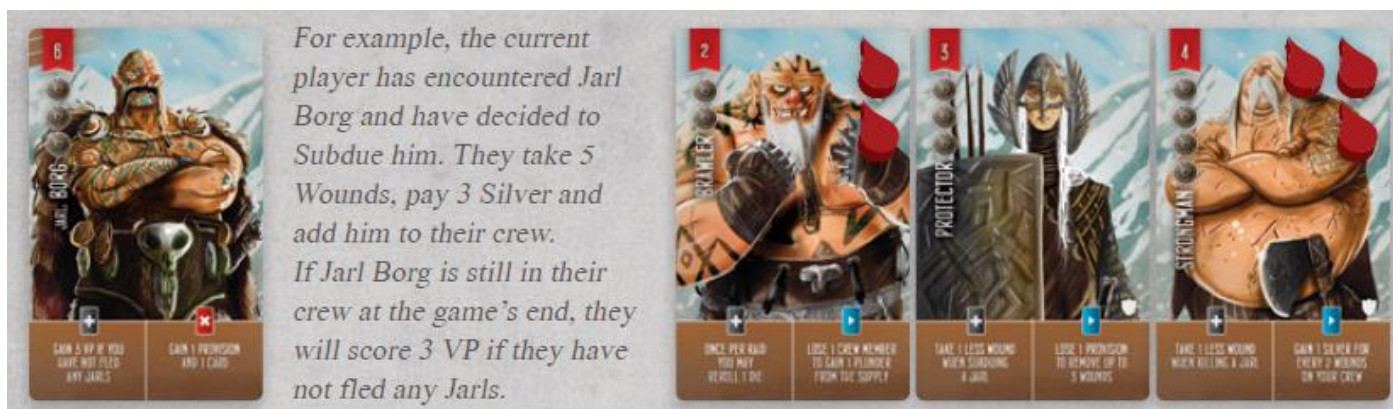 6
JARL BORG
GAIN 3 VP IF YOU
HAVE NOT FLED
ANY JARLS
GAIN 1 PROVISION
AND 1 CARD
For example, the current
player has encountered Jarl
Borg and have decided to
Subdue him. They take 5
Wounds, pay 3 Silver and
add him to their crew.
If Jarl Borg is still in their
crew at the game’s end, they
will score 3 VP if they have
not fled any Jarls.
2
BRAWLER
ONCE PER RAID
YOU MAY
REROLL 1 DIE
LOSE 1 CREW MEMBER
TO GAIN 1 PLUNDER
FROM THE SUPPLY
3
PROTECTOR
TAKE 1 LESS WOUND
WHEN SUBDUING
A JARL
LOSE 1 PROVISION
TO REMOVE UP TO
3 WOUNDS
4
STRONGMAN
TAKE 1 LESS WOUND
WHEN KILLING A JARL
GAIN 1 SILVER FOR
EVERY 2 WOUNDS
ON YOUR CREW